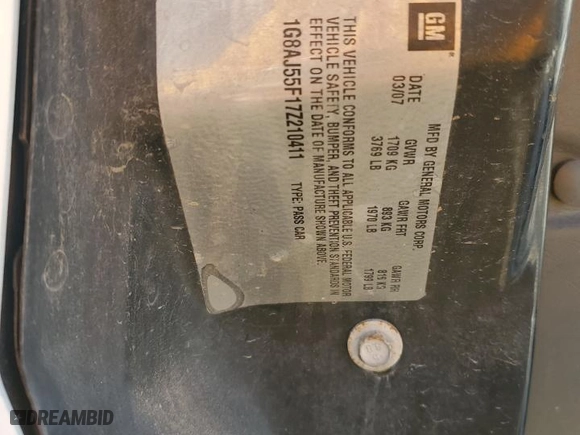 GM
®
MFD BY GENERAL MOTORS CORP.
DATE GVWR GAWR FRT GAWR RR
03/07 1709 KG 893 KG 816 KG
3769 LB 1970 LB 1799 LB
THIS VEHICLE CONFORMS TO ALL APPLICABLE U.S. FEDERAL MOTOR
VEHICLE SAFETY, BUMPER, AND THEFT PREVENTION STANDARDS IN
EFFECT ON THE DATE OF MANUFACTURE SHOWN ABOVE.
1G8AJ55F17Z210411 TYPE: PASS CAR
DREAMBID